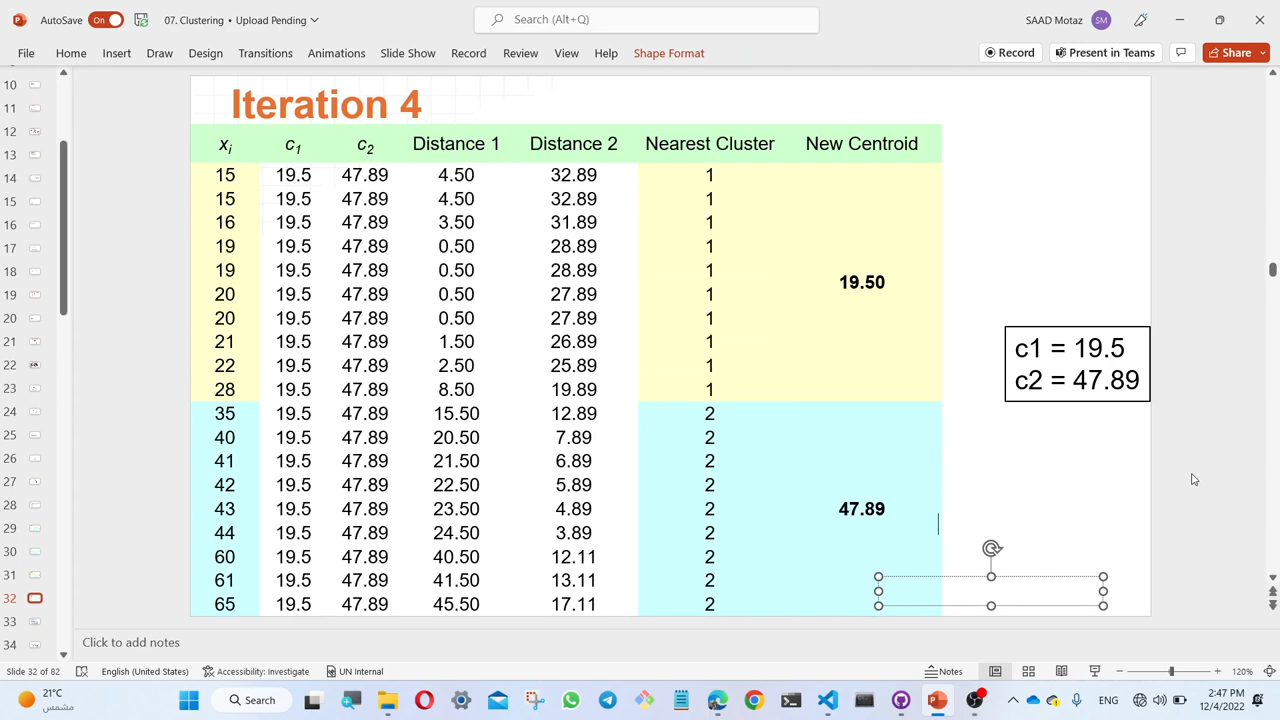 AutoSave On 07. Clustering • Upload Pending Search (Alt+Q) SAAD Motaz SM
File Home Insert Draw Design Transitions Animations Slide Show Record Review View Help Shape Format Record Present in Teams Share
10
11
12
13
14
15
16
17
18
19
20
21
22
23
24
25
26
27
28
29
30
31
32
33
34
Iteration 4
xi c1 c2 Distance 1 Distance 2 Nearest Cluster New Centroid
15 19.5 47.89 4.50 32.89 1
15 19.5 47.89 4.50 32.89 1
16 19.5 47.89 3.50 31.89 1
19 19.5 47.89 0.50 28.89 1
19 19.5 47.89 0.50 28.89 1
19.50
20 19.5 47.89 0.50 27.89 1
20 19.5 47.89 0.50 27.89 1
21 19.5 47.89 1.50 26.89 1
22 19.5 47.89 2.50 25.89 1
28 19.5 47.89 8.50 19.89 1
35 19.5 47.89 15.50 12.89 2
40 19.5 47.89 20.50 7.89 2
41 19.5 47.89 21.50 6.89 2
42 19.5 47.89 22.50 5.89 2
43 19.5 47.89 23.50 4.89 2 47.89
44 19.5 47.89 24.50 3.89 2
60 19.5 47.89 40.50 12.11 2
61 19.5 47.89 41.50 13.11 2
65 19.5 47.89 45.50 17.11 2
c1 = 19.5
c2 = 47.89
Click to add notes
Slide 32 of 82 English (United States) Accessibility: Investigate UN Internal Notes 120%
21°C
مشمس
Search
ENG
2:47 PM
12/4/2022